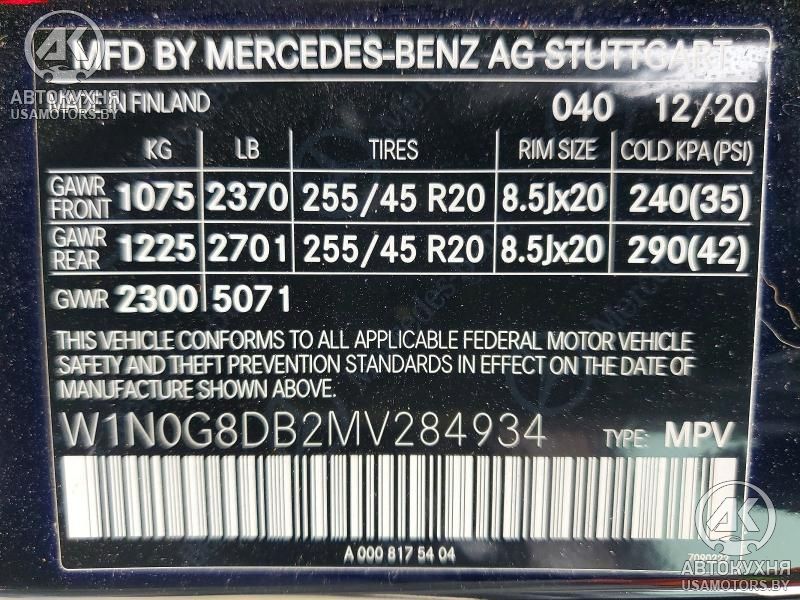 MFD BY MERCEDES-BENZ AG STUTTGART
MADE IN FINLAND 040 12/20
KG LB TIRES RIM SIZE COLD KPA(PSI)
GAWR FRONT 1075 2370 255/45 R20 8.5Jx20 240(35)
GAWR REAR 1225 2701 255/45 R20 8.5Jx20 290(42)
GVWR 2300 5071
THIS VEHICLE CONFORMS TO ALL APPLICABLE FEDERAL MOTOR VEHICLE
SAFETY AND THEFT PREVENTION STANDARDS IN EFFECT ON THE DATE OF
MANUFACTURE SHOWN ABOVE.
W1N0G8DB2MV284934 TYPE: MPV
A 000 817 54 04
AK
АВТОКУХНЯ
USAMOTORS.BY
AK
АВТОКУХНЯ
USAMOTORS.BY